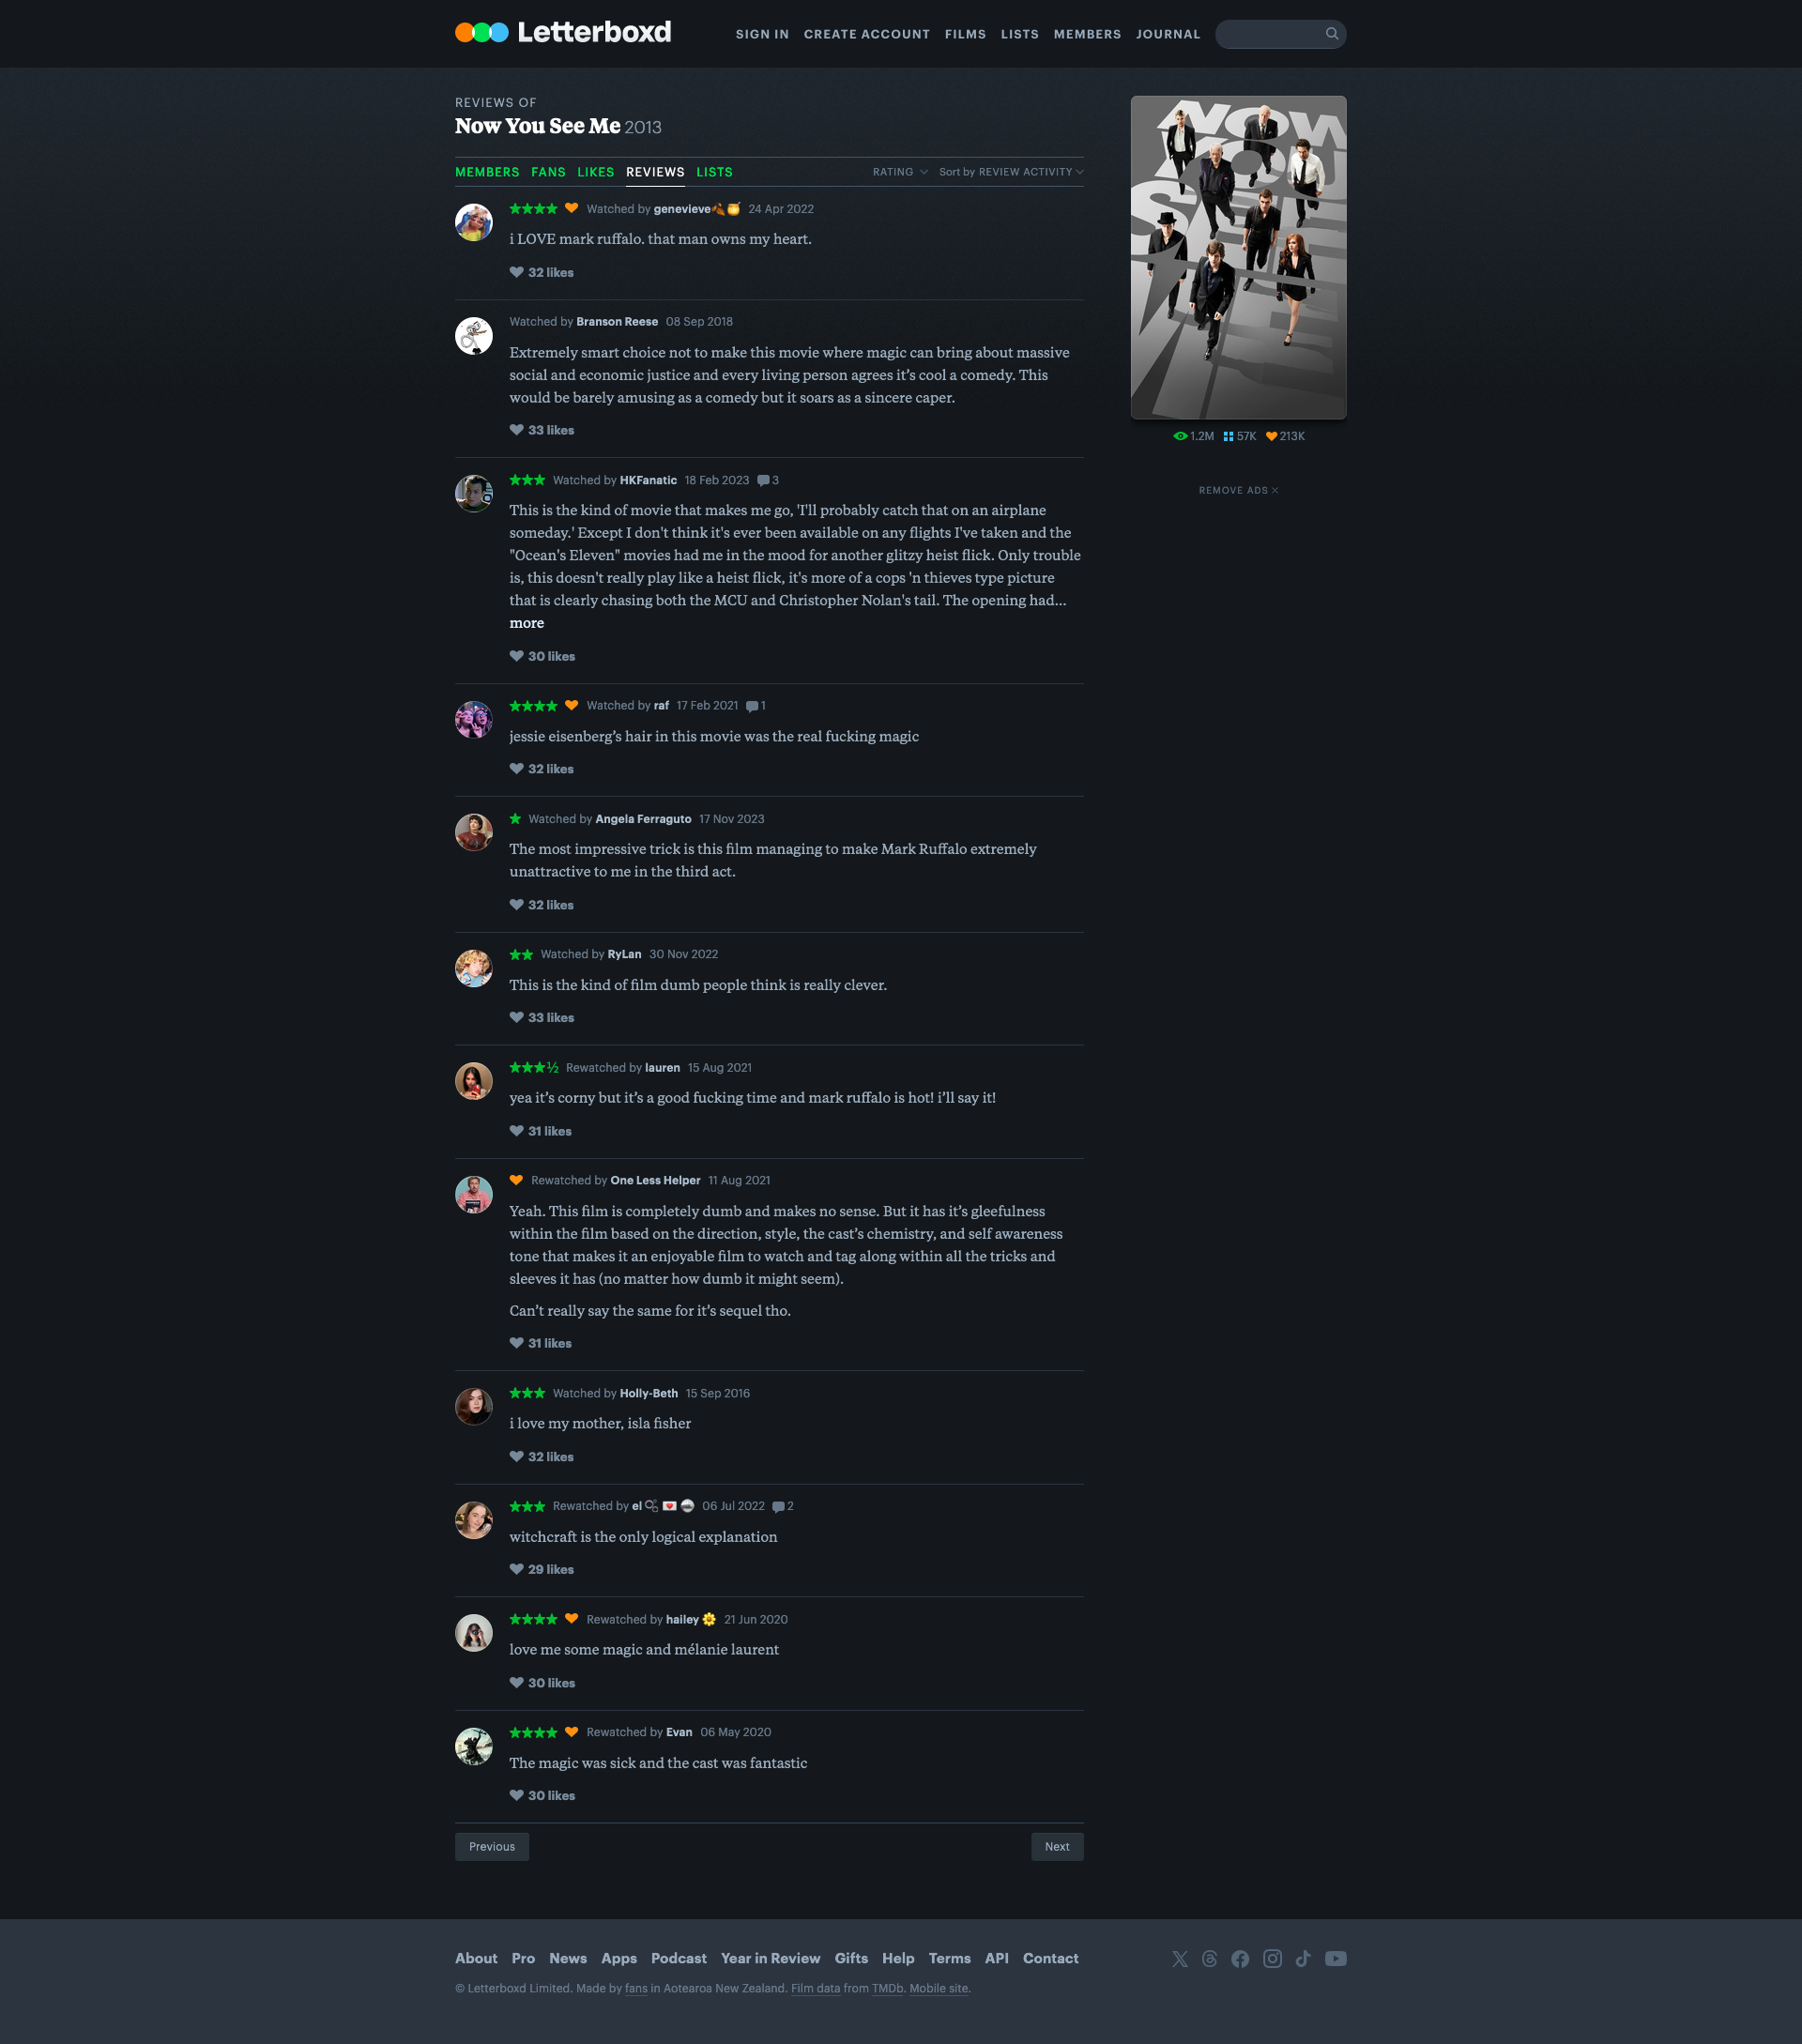 Letterboxd
SIGN IN CREATE ACCOUNT FILMS LISTS MEMBERS JOURNAL
REVIEWS OF
Now You See Me 2013
MEMBERS FANS LIKES REVIEWS LISTS
RATING Sort by REVIEW ACTIVITY
NOW
YOU
SEE
1.2M 57K 213K
REMOVE ADS
Watched by genevieve🍂🍯 24 Apr 2022
i LOVE mark ruffalo. that man owns my heart.
32 likes
Watched by Branson Reese 08 Sep 2018
Extremely smart choice not to make this movie where magic can bring about massive
social and economic justice and every living person agrees it’s cool a comedy. This
would be barely amusing as a comedy but it soars as a sincere caper.
33 likes
★★★ Watched by HKFanatic 18 Feb 2023 3
This is the kind of movie that makes me go, 'I'll probably catch that on an airplane
someday.' Except I don't think it's ever been available on any flights I've taken and the
"Ocean's Eleven" movies had me in the mood for another glitzy heist flick. Only trouble
is, this doesn't really play like a heist flick, it's more of a cops 'n thieves type picture
that is clearly chasing both the MCU and Christopher Nolan's tail. The opening had…
more
30 likes
★★★★ Watched by raf 17 Feb 2021 1
jessie eisenberg’s hair in this movie was the real fucking magic
32 likes
★ Watched by Angela Ferraguto 17 Nov 2023
The most impressive trick is this film managing to make Mark Ruffalo extremely
unattractive to me in the third act.
32 likes
★★ Watched by RyLan 30 Nov 2022
This is the kind of film dumb people think is really clever.
33 likes
★★★½ Rewatched by lauren 15 Aug 2021
yea it’s corny but it’s a good fucking time and mark ruffalo is hot! i’ll say it!
31 likes
Rewatched by One Less Helper 11 Aug 2021
Yeah. This film is completely dumb and makes no sense. But it has it’s gleefulness
within the film based on the direction, style, the cast’s chemistry, and self awareness
tone that makes it an enjoyable film to watch and tag along within all the tricks and
sleeves it has (no matter how dumb it might seem).
Can’t really say the same for it’s sequel tho.
31 likes
★★★ Watched by Holly-Beth 15 Sep 2016
i love my mother, isla fisher
32 likes
★★★ Rewatched by el 🫧 💌 🪩 06 Jul 2022 2
witchcraft is the only logical explanation
29 likes
★★★★ Rewatched by hailey 🌼 21 Jun 2020
love me some magic and mélanie laurent
30 likes
★★★★ Rewatched by Evan 06 May 2020
The magic was sick and the cast was fantastic
30 likes
Previous Next
About Pro News Apps Podcast Year in Review Gifts Help Terms API Contact
© Letterboxd Limited. Made by fans in Aotearoa New Zealand. Film data from TMDb. Mobile site.